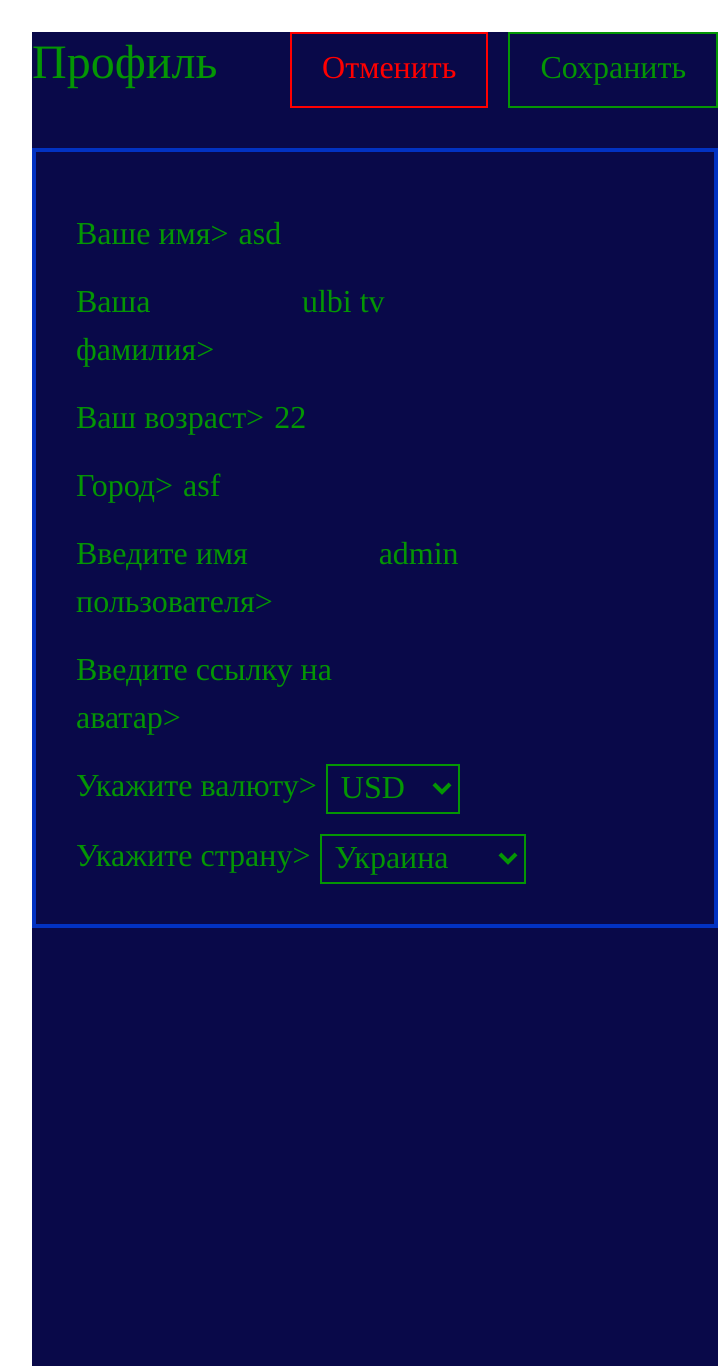 Профиль Отменить Сохранить
Ваше имя> asd
Ваша ulbi tv
фамилия>
Ваш возраст> 22
Город> asf
Введите имя admin
пользователя>
Введите ссылку на
аватар>
Укажите валюту> USD
Укажите страну> Украина